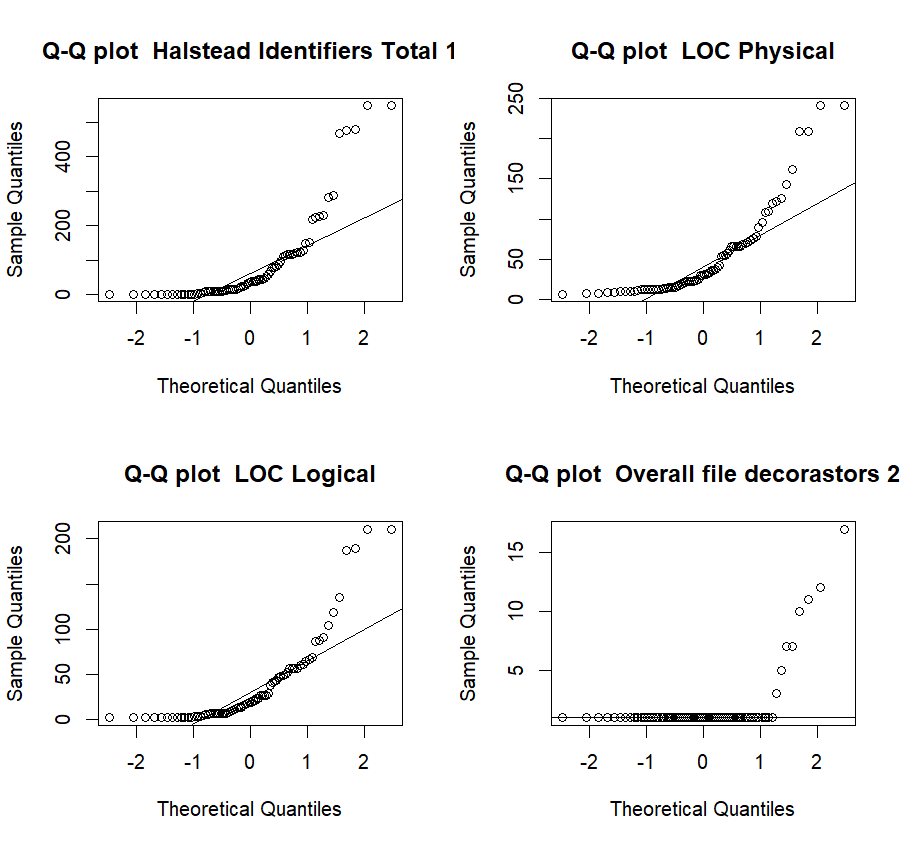 Q-Q plot  Halstead Identifiers Total 1
Sample Quantiles
400
200
0
-2 -1 0 1 2
Theoretical Quantiles
Q-Q plot  LOC Physical
Sample Quantiles
250
150
50
0
-2 -1 0 1 2
Theoretical Quantiles
Q-Q plot  LOC Logical
Sample Quantiles
200
100
50
0
-2 -1 0 1 2
Theoretical Quantiles
Q-Q plot  Overall file decorastors 2
Sample Quantiles
15
10
5
-2 -1 0 1 2
Theoretical Quantiles